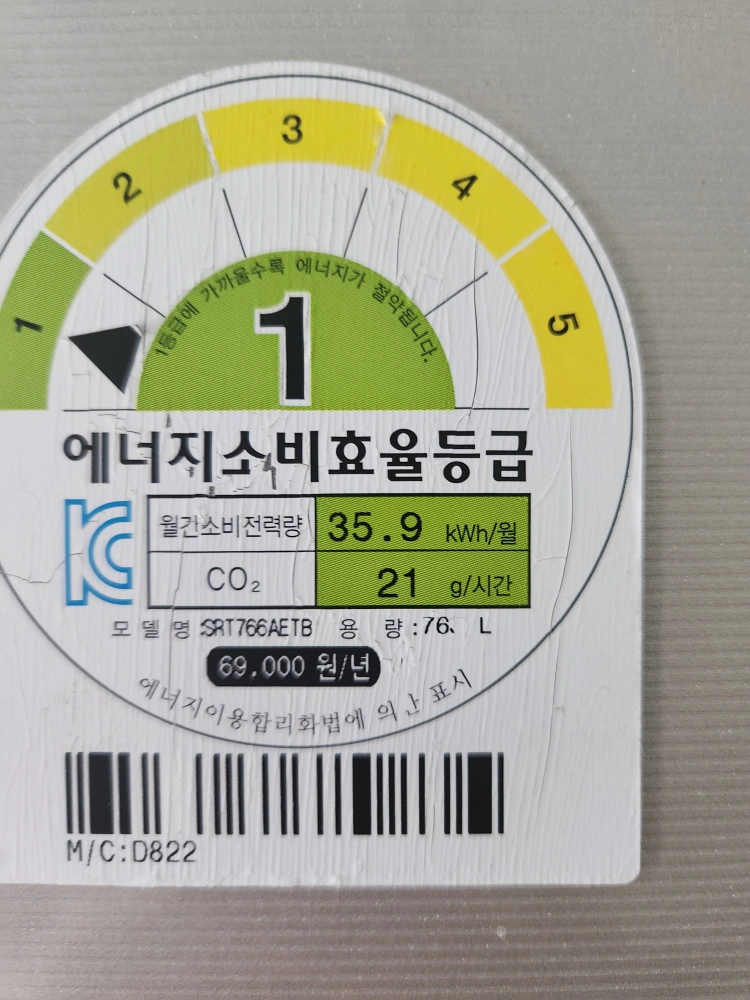 1 2 3 4 5
1등급에 가까울수록 에너지가 절약됩니다.
1
에너지소비효율등급
KC
월간소비전력량 35.9 kWh/월
CO₂ 21 g/시간
모델명:SRT766AETB 용량: L
69,000 원/년
에너지이용합리화법에 의 표시
M/C:D822